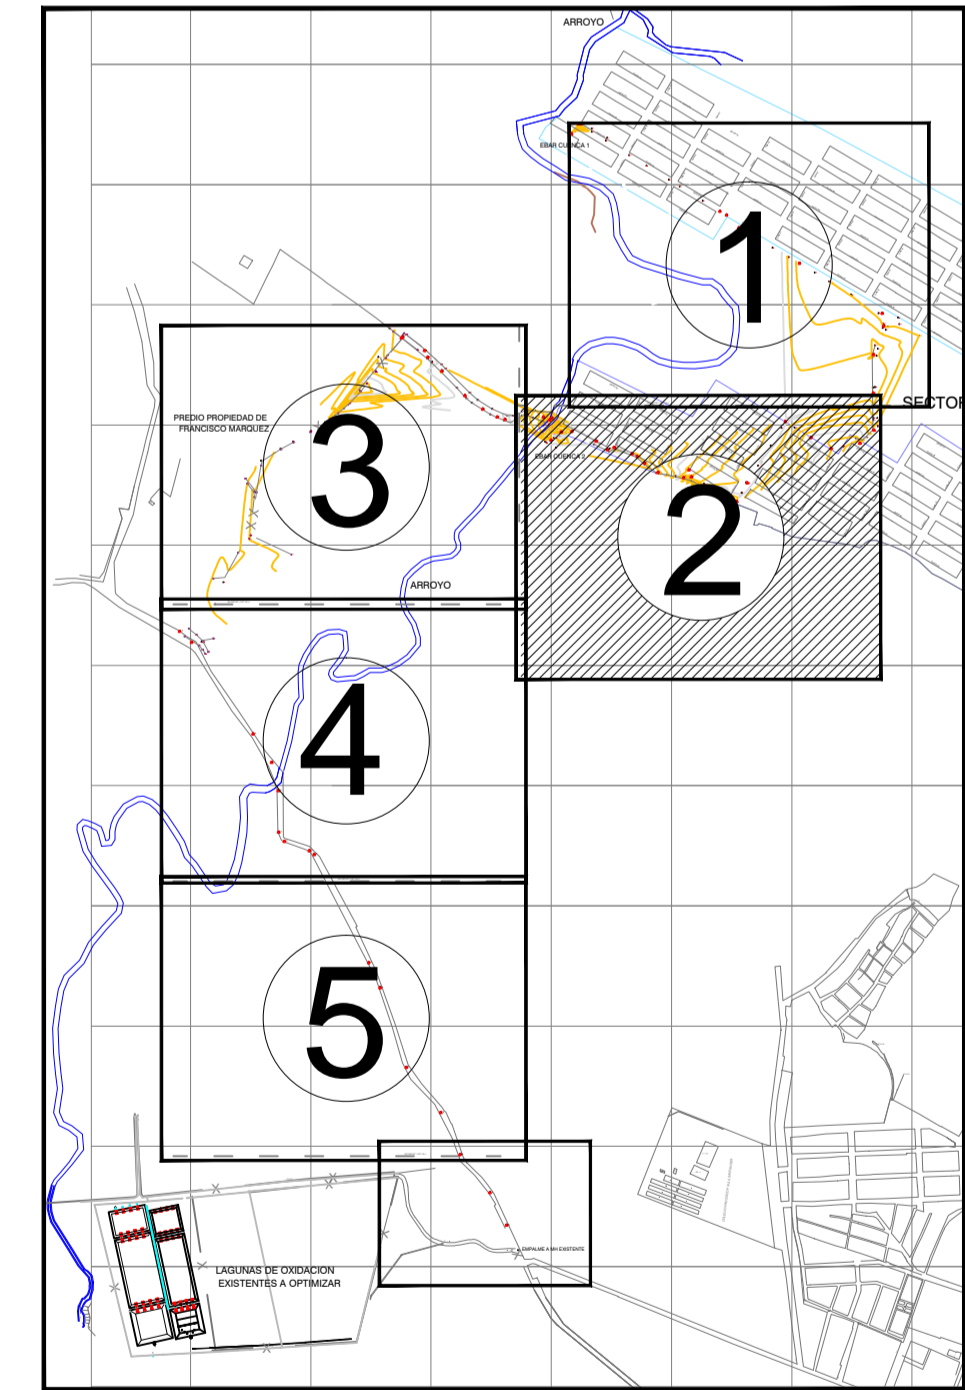 ARROYO
EBAR CUENCA 1
1
SECTOR
PREDIO PROPIEDAD DE
FRANCISCO MARQUEZ
3
EBAR CUENCA 2
2
ARROYO
4
5
EMPALME A MH EXISTENTE
LAGUNAS DE OXIDACION
EXISTENTES A OPTIMIZAR